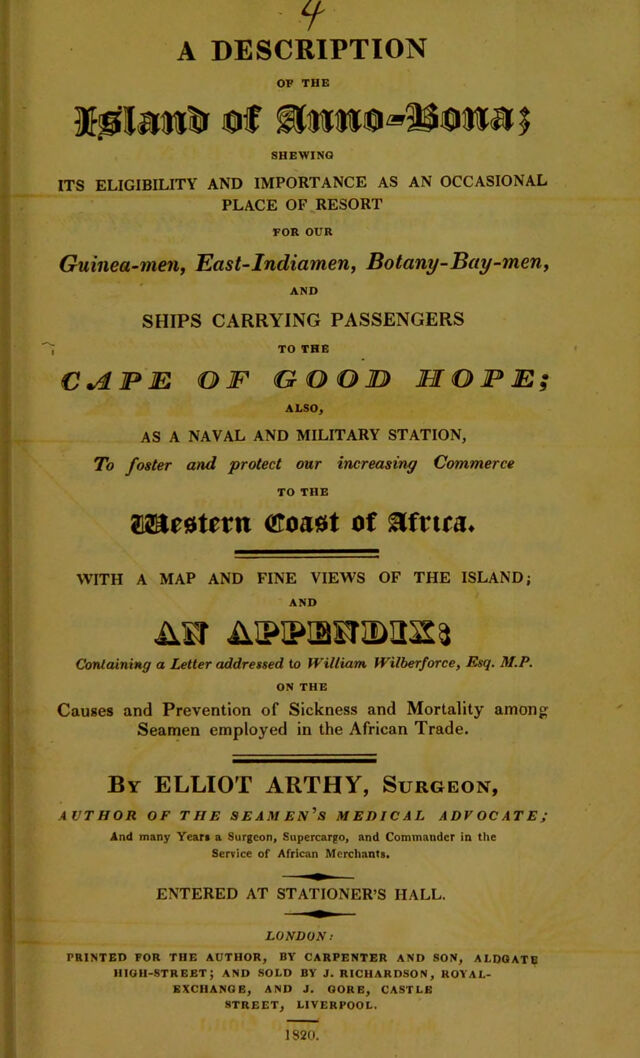 4
A DESCRIPTION
OF THE
Island of Anno-Bona;
SHEWING
ITS ELIGIBILITY AND IMPORTANCE AS AN OCCASIONAL
PLACE OF RESORT
FOR OUR
Guinea-men, East-Indiamen, Botany-Bay-men,
AND
SHIPS CARRYING PASSENGERS
TO THE
CAPE OF GOOD HOPE;
ALSO,
AS A NAVAL AND MILITARY STATION,
To foster and protect our increasing Commerce
TO THE
Western Coast of Africa.
WITH A MAP AND FINE VIEWS OF THE ISLAND;
AND
AN APPENDIX;
Containing a Letter addressed to William Wilberforce, Esq. M.P.
ON THE
Causes and Prevention of Sickness and Mortality among
Seamen employed in the African Trade.
By ELLIOT ARTHY, Surgeon,
AUTHOR OF THE SEAMEN'S MEDICAL ADVOCATE;
And many Years a Surgeon, Supercargo, and Commander in the
Service of African Merchants.
ENTERED AT STATIONER'S HALL.
LONDON:
PRINTED FOR THE AUTHOR, BY CARPENTER AND SON, ALDGATE
HIGH-STREET; AND SOLD BY J. RICHARDSON, ROYAL-
EXCHANGE, AND J. GORE, CASTLE
STREET, LIVERPOOL.
1820.